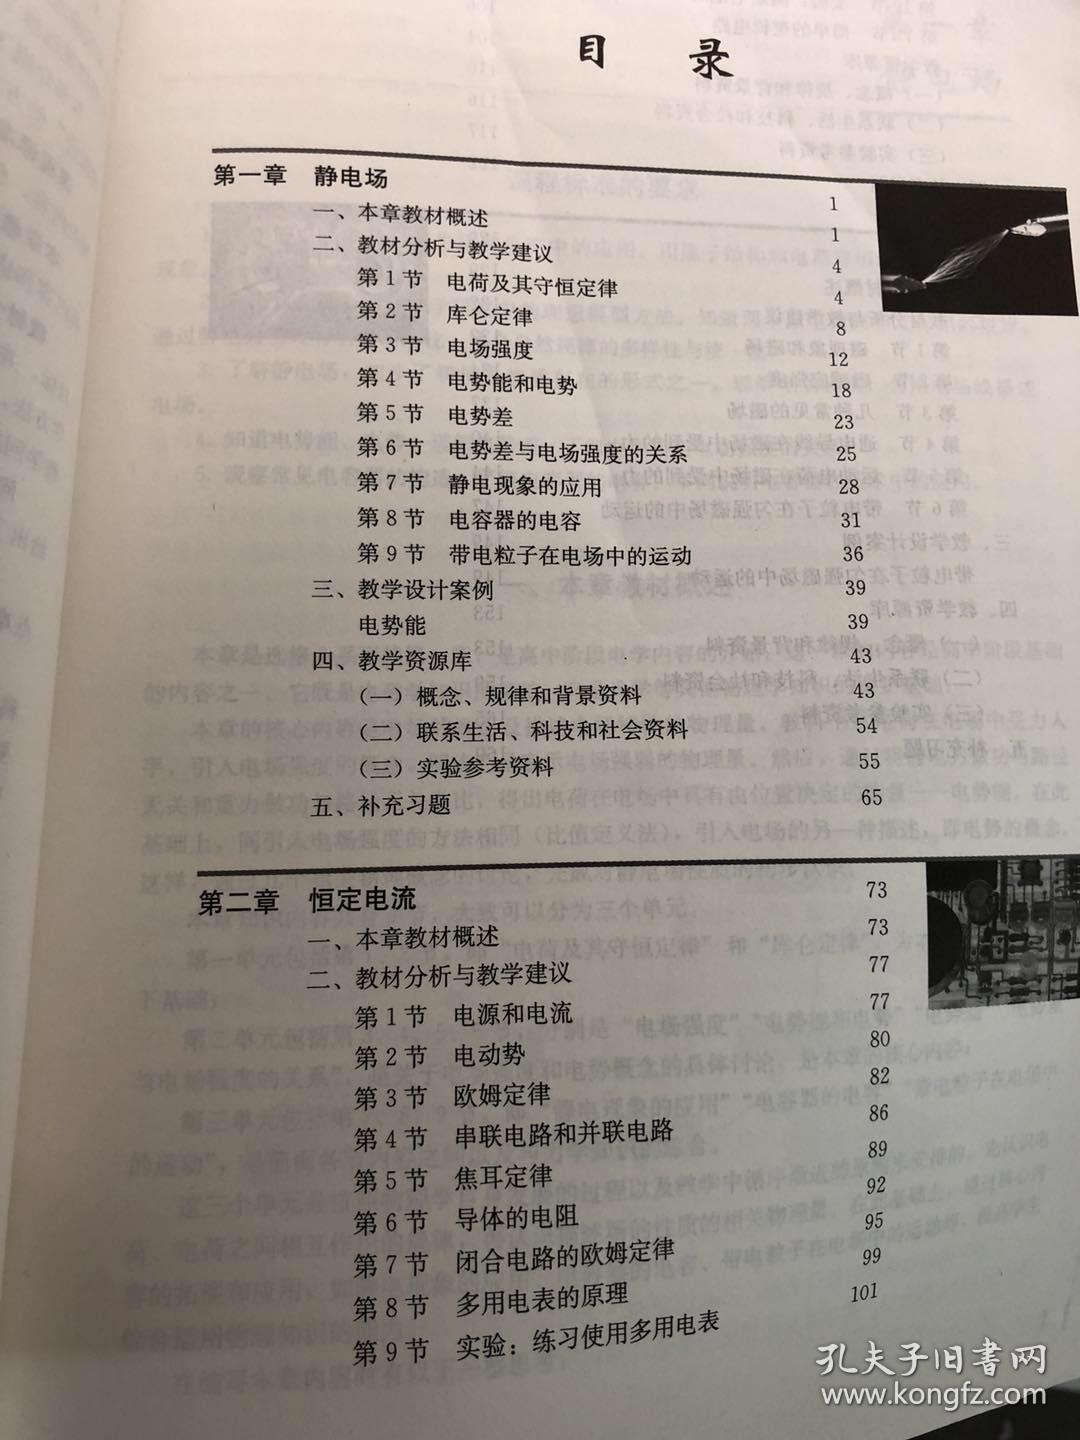 目 录
第一章 静电场 1
一、本章教材概述 1
二、教材分析与教学建议 4
第1节 电荷及其守恒定律 4
第2节 库仑定律 8
第3节 电场强度 12
第4节 电势能和电势 18
第5节 电势差 23
第6节 电势差与电场强度的关系 25
第7节 静电现象的应用 28
第8节 电容器的电容 31
第9节 带电粒子在电场中的运动 36
三、教学设计案例 39
电势能 39
四、教学资源库 43
（一）概念、规律和背景资料 43
（二）联系生活、科技和社会资料 54
（三）实验参考资料 55
五、补充习题 65
第二章 恒定电流 73
一、本章教材概述 73
二、教材分析与教学建议 77
第1节 电源和电流 77
第2节 电动势 80
第3节 欧姆定律 82
第4节 串联电路和并联电路 86
第5节 焦耳定律 89
第6节 导体的电阻 92
第7节 闭合电路的欧姆定律 95
第8节 多用电表的原理 99
第9节 实验：练习使用多用电表 101
孔夫子旧书网
www.kongfz.com